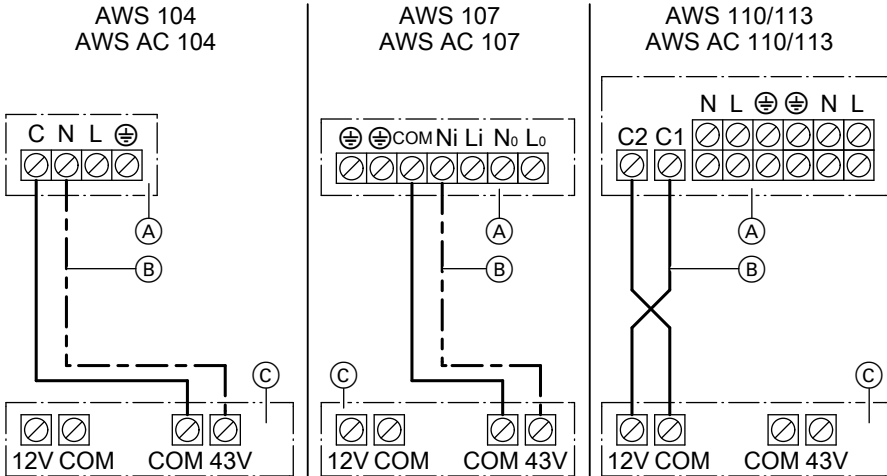 AWS 104
AWS AC 104
C N L
A
B
C
12V COM COM 43V
AWS 107
AWS AC 107
COM Ni Li N₀ L₀
A
B
C
12V COM COM 43V
AWS 110/113
AWS AC 110/113
N L N L
C2 C1
A
B
C
12V COM COM 43V